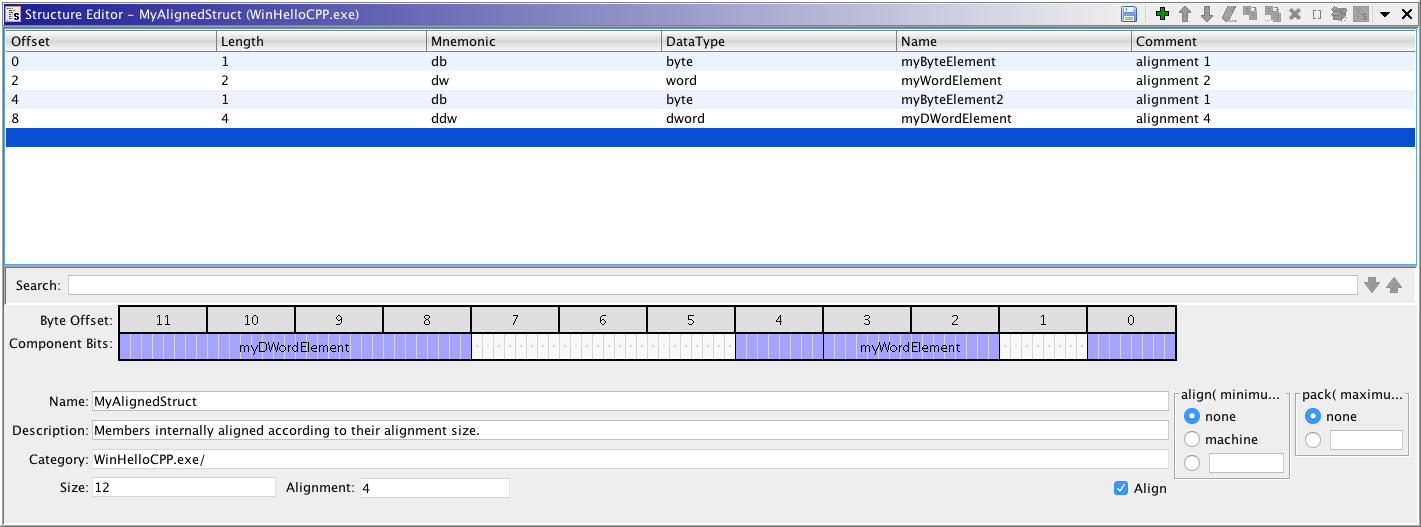 Structure Editor – MyAlignedStruct (WinHelloCPP.exe)
Offset Length Mnemonic DataType Name Comment
0 1 db byte myByteElement alignment 1
2 2 dw word myWordElement alignment 2
4 1 db byte myByteElement2 alignment 1
8 4 ddw dword myDWordElement alignment 4
Search:
Byte Offset: 11 10 9 8 7 6 5 4 3 2 1 0
Component Bits: myDWordElement myWordElement
align( minimu... pack( maximu...
Name: MyAlignedStruct none none
Description: Members internally aligned according to their alignment size. machine
Category: WinHelloCPP.exe/
Size: 12 Alignment: 4 Align